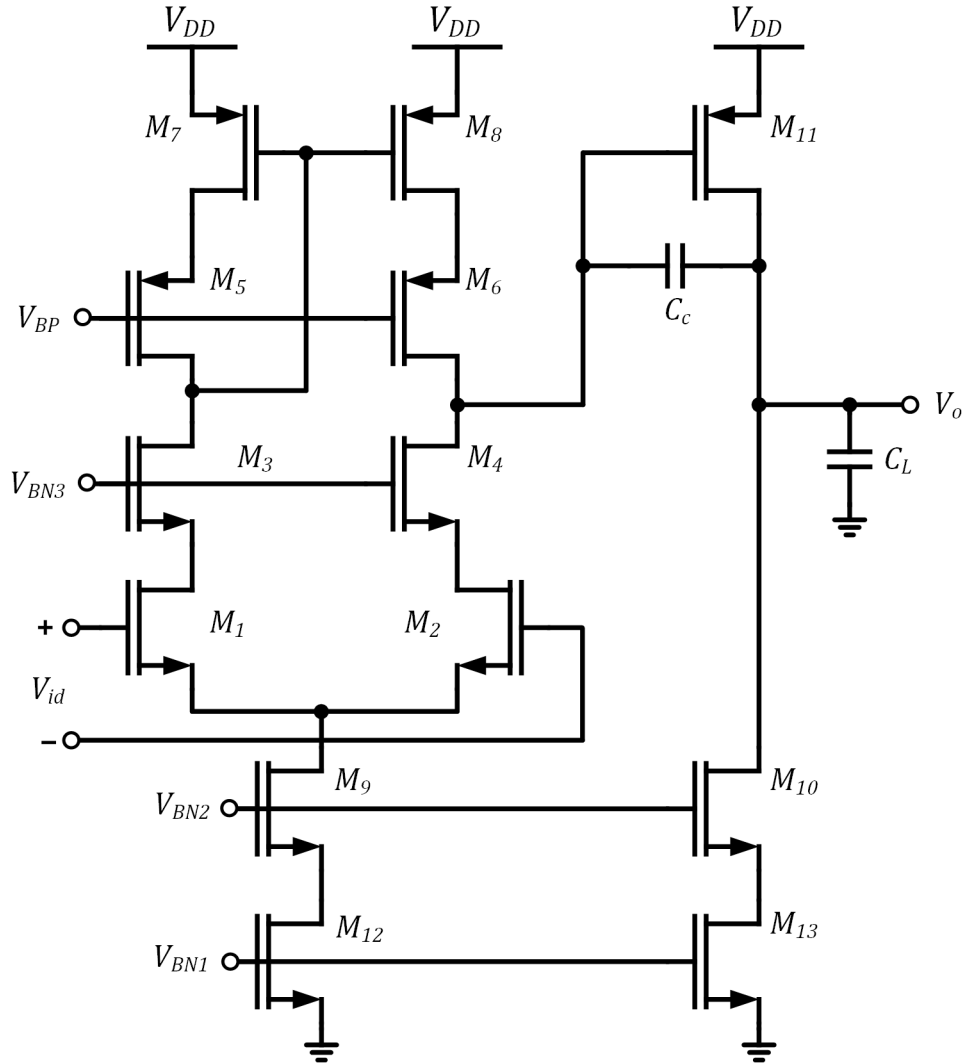 V_DD V_DD V_DD
M_7 M_8 M_11
M_5 M_6
V_BP C_c
V_o
M_3 M_4
V_BN3 C_L
+ M_1 M_2
V_id
−
M_9 M_10
V_BN2
M_12 M_13
V_BN1